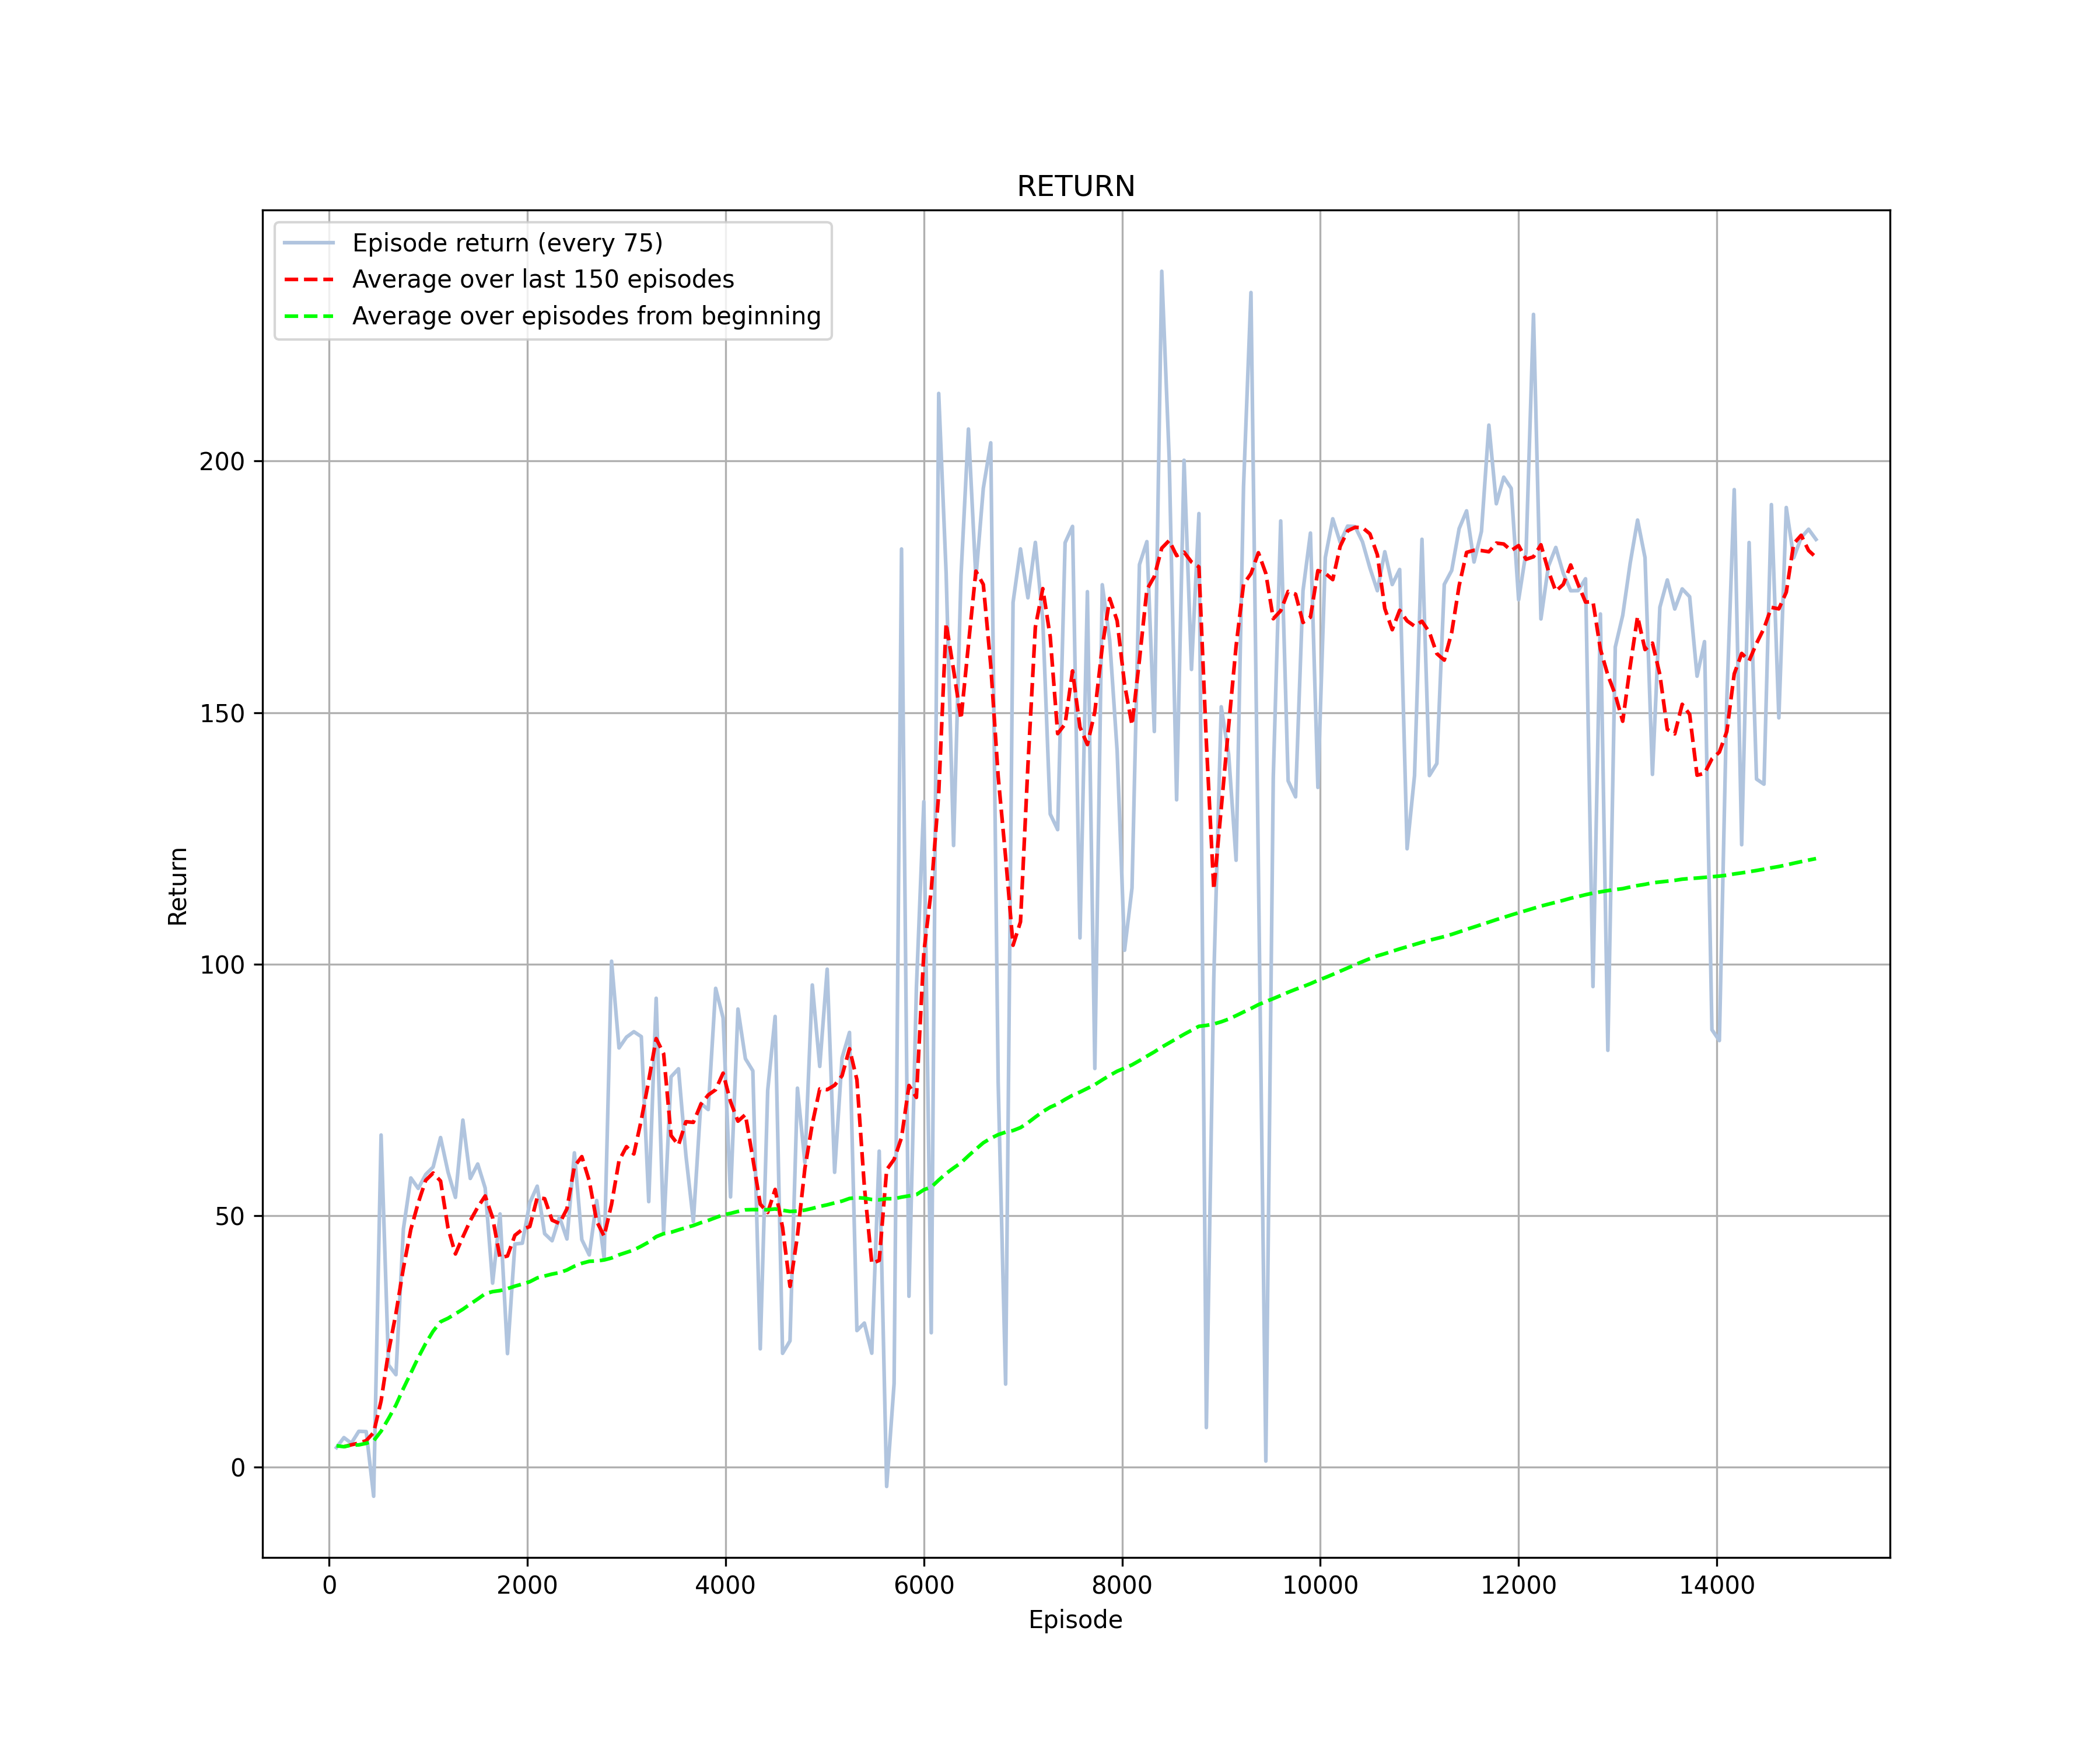 RETURN
Episode return (every 75)
Average over last 150 episodes
Average over episodes from beginning
200
150
100
50
0
Return
0 2000 4000 6000 8000 10000 12000 14000
Episode